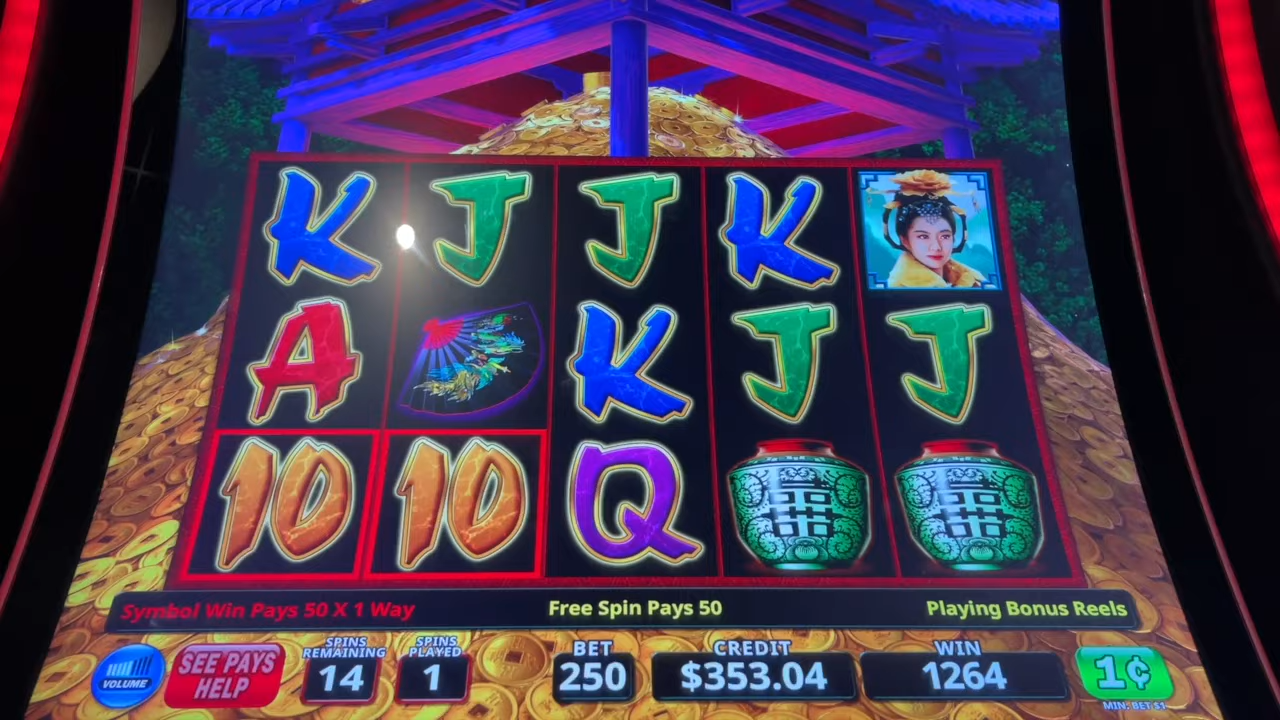 K J J K
A K J J
10 10 Q
Symbol Win Pays 50 X 1 Way Free Spin Pays 50 Playing Bonus Reels
SPINS REMAINING
14
SPINS PLAYED
1
BET
250
CREDIT
$353.04
WIN
1264
VOLUME
SEE PAYS
HELP
1¢
MIN. BET $1